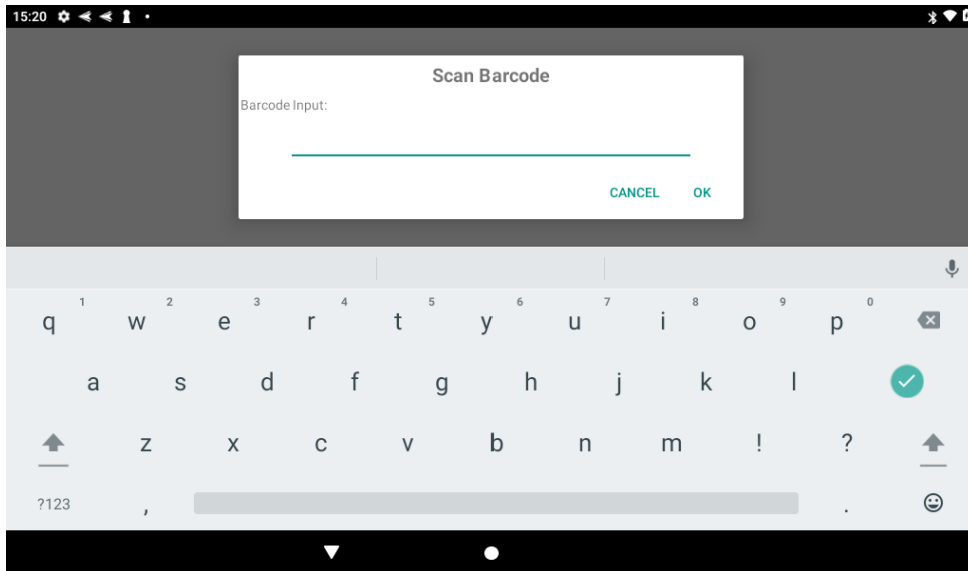 15:20
Scan Barcode
Barcode Input:
CANCEL OK
1 2 3 4 5 6 7 8 9 0
q w e r t y u i o p
a s d f g h j k l
z x c v b n m ! ?
?123 , .